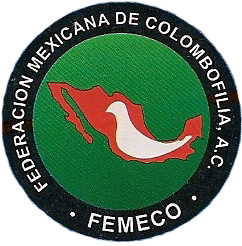 FEDERACION MEXICANA DE COLOMBOFILIA, A.C.
· FEMECO ·